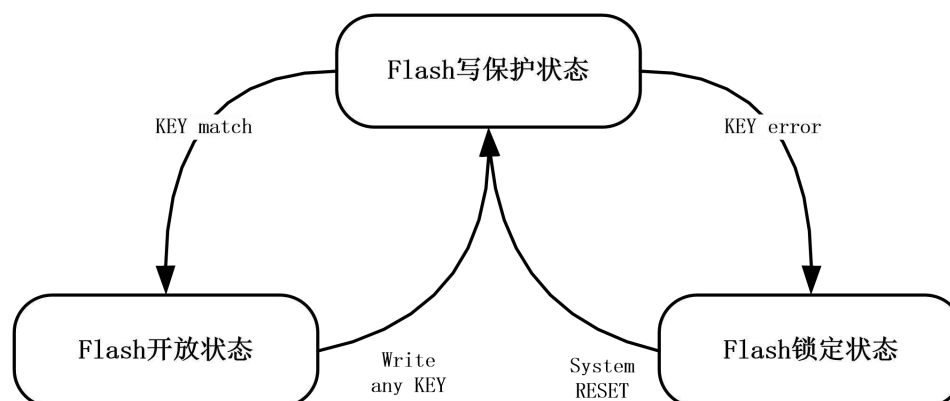 Flash写保护状态
KEY match
KEY error
Flash开放状态
Write
any KEY
System
RESET
Flash锁定状态